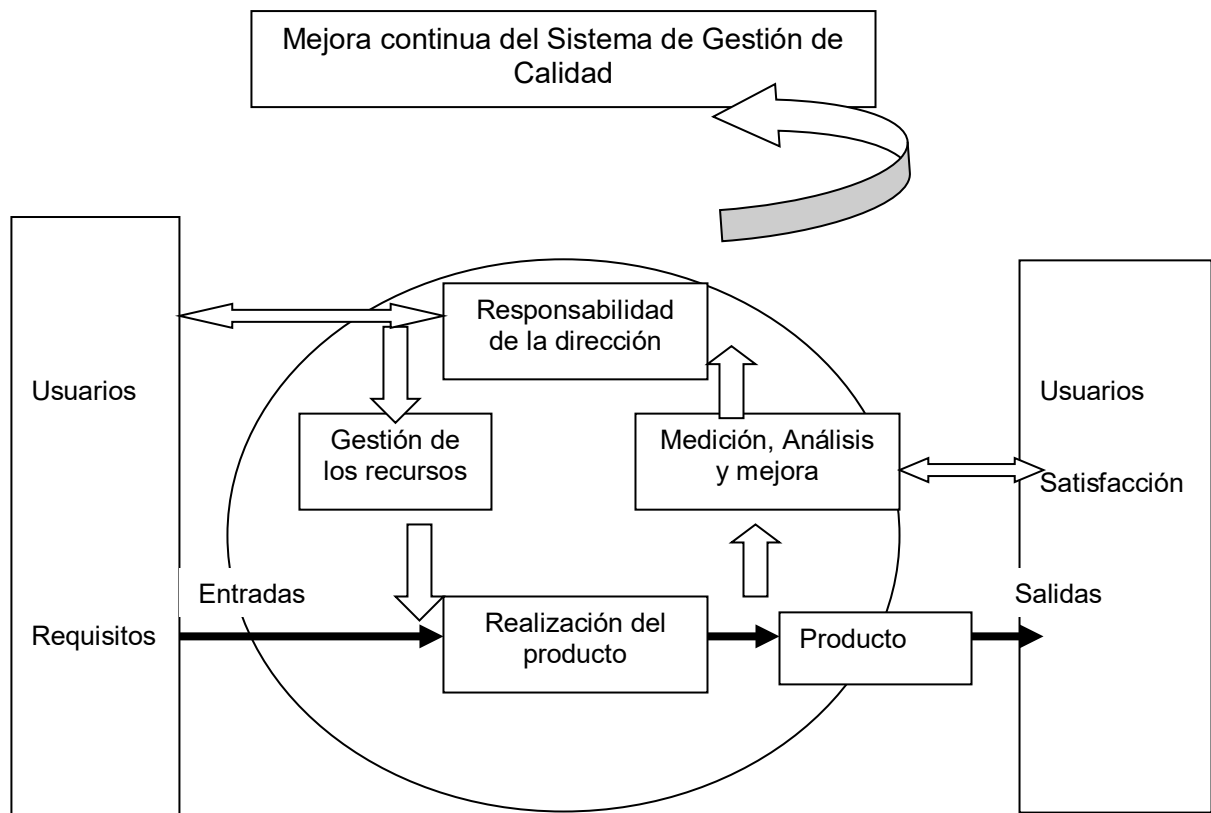 Mejora continua del Sistema de Gestión de
Calidad
Responsabilidad
de la dirección
Usuarios
Usuarios
Gestión de
los recursos
Medición, Análisis
y mejora
Satisfacción
Entradas
Salidas
Requisitos
Realización del
producto
Producto